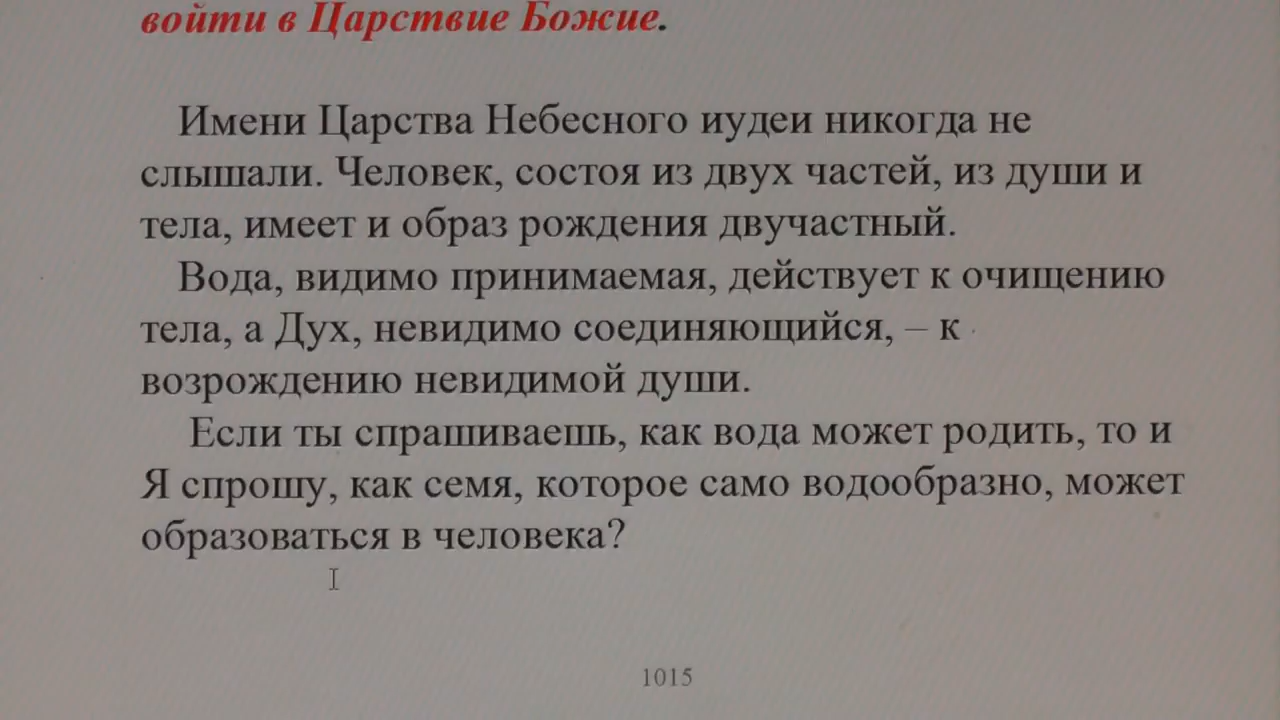 войти в Царствие Божие.
Имени Царства Небесного иудеи никогда не
слышали. Человек, состоя из двух частей, из души и
тела, имеет и образ рождения двучастный.
Вода, видимо принимаемая, действует к очищению
тела, а Дух, невидимо соединяющийся, – к
возрождению невидимой души.
Если ты спрашиваешь, как вода может родить, то и
Я спрошу, как семя, которое само водообразно, может
образоваться в человека?
1015